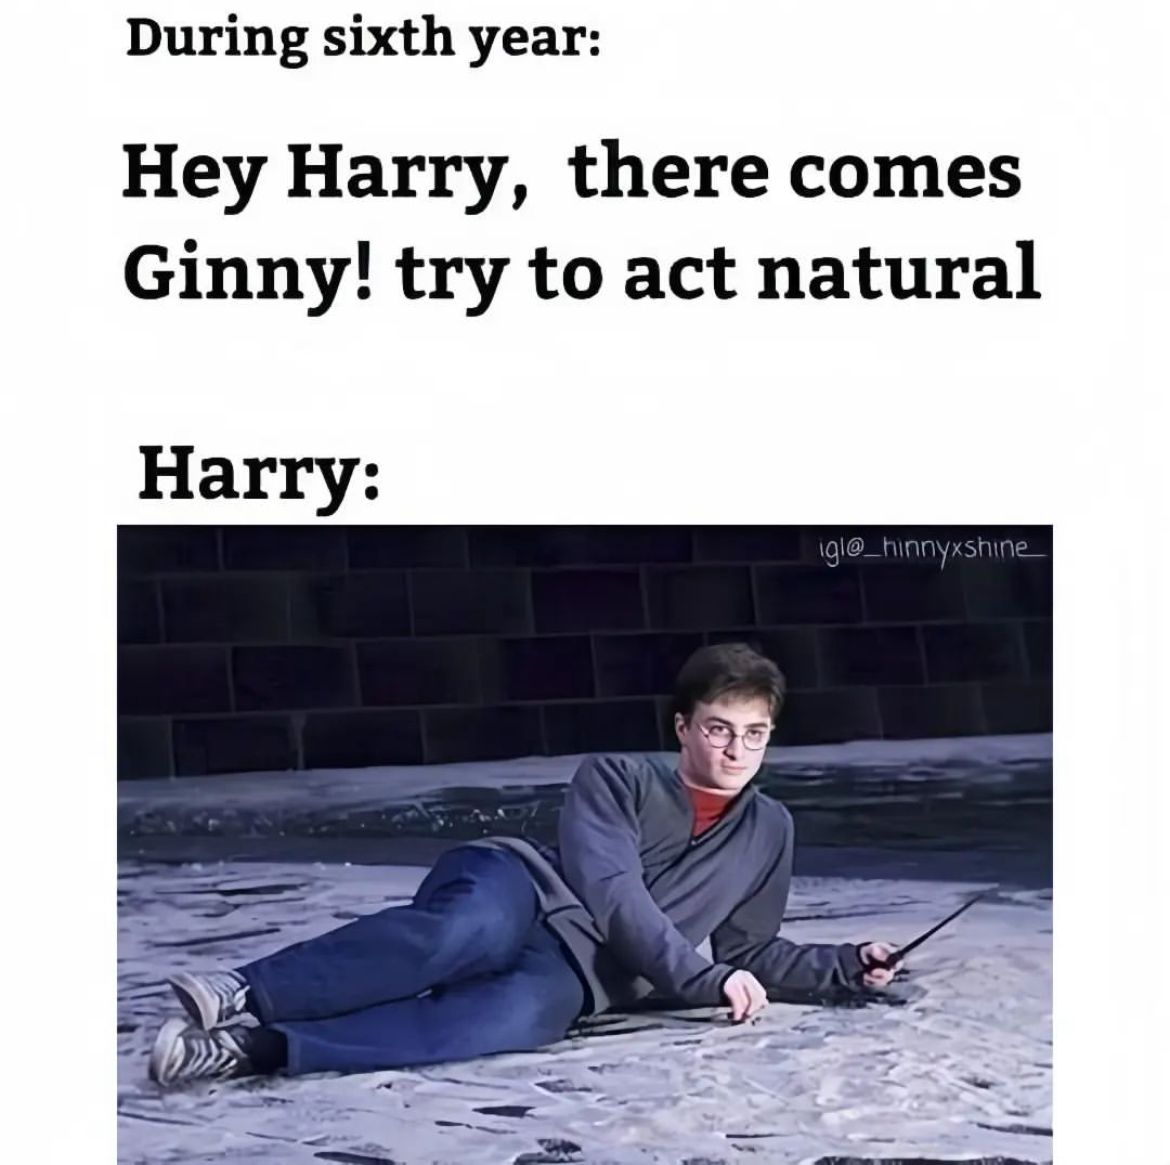 During sixth year:
Hey Harry,  there comes
Ginny! try to act natural
Harry:
ig|@_hinnyxshine_